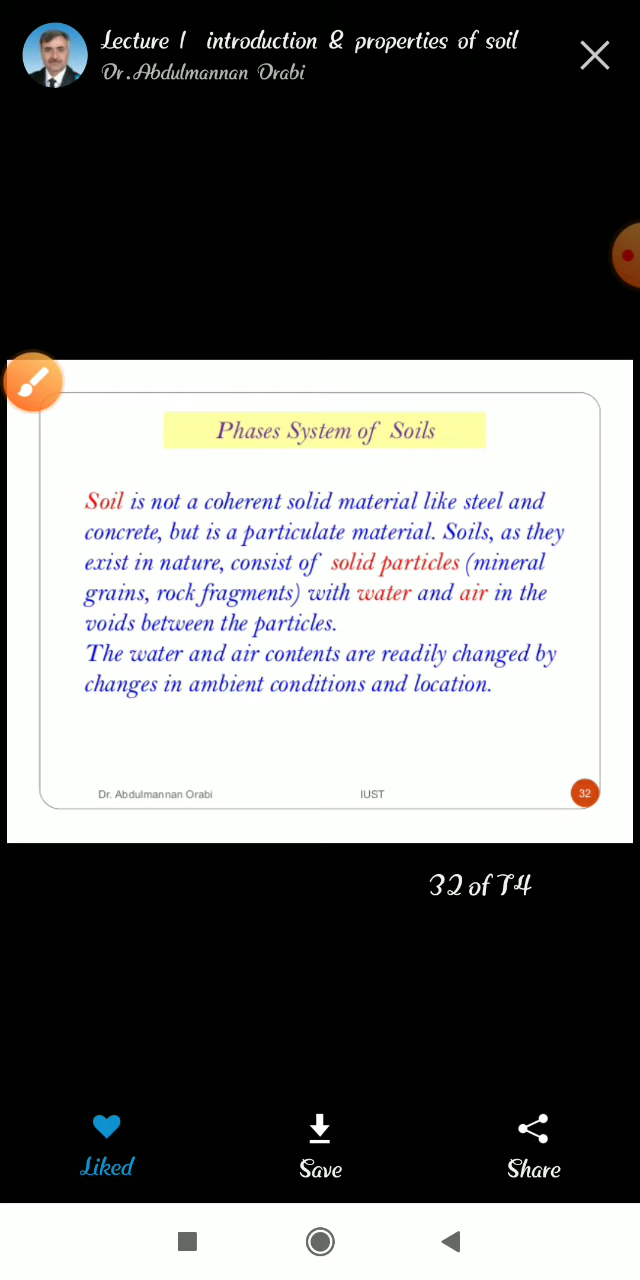 Lecture 1 introduction & properties of soil
Dr.Abdulmannan Orabi
Phases System of Soils
Soil is not a coherent solid material like steel and
concrete, but is a particulate material. Soils, as they
exist in nature, consist of solid particles (mineral
grains, rock fragments) with water and air in the
voids between the particles.
The water and air contents are readily changed by
changes in ambient conditions and location.
Dr. Abdulmannan Orabi IUST 32
32 of 74
Liked Save Share